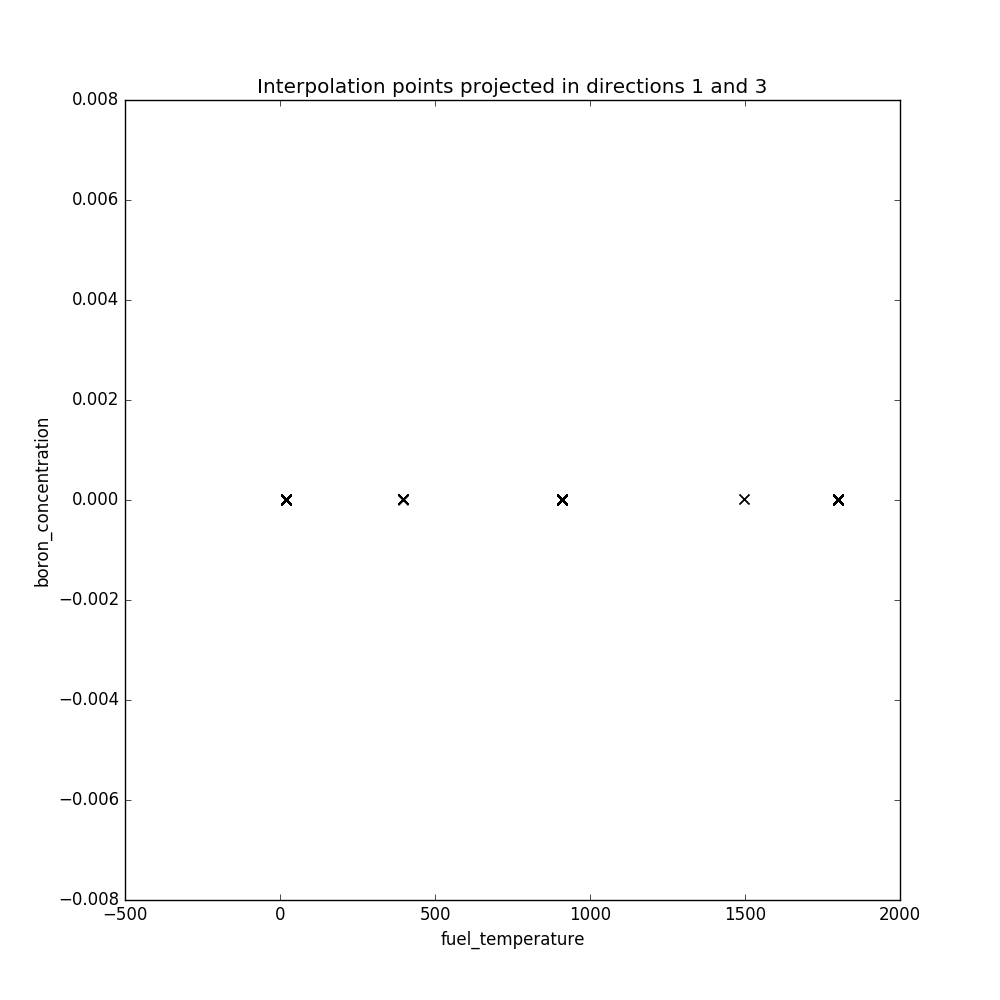 Interpolation points projected in directions 1 and 3
0.008
0.006
0.004
0.002
0.000
−0.002
−0.004
−0.006
−0.008
boron_concentration
−500 0 500 1000 1500 2000
fuel_temperature